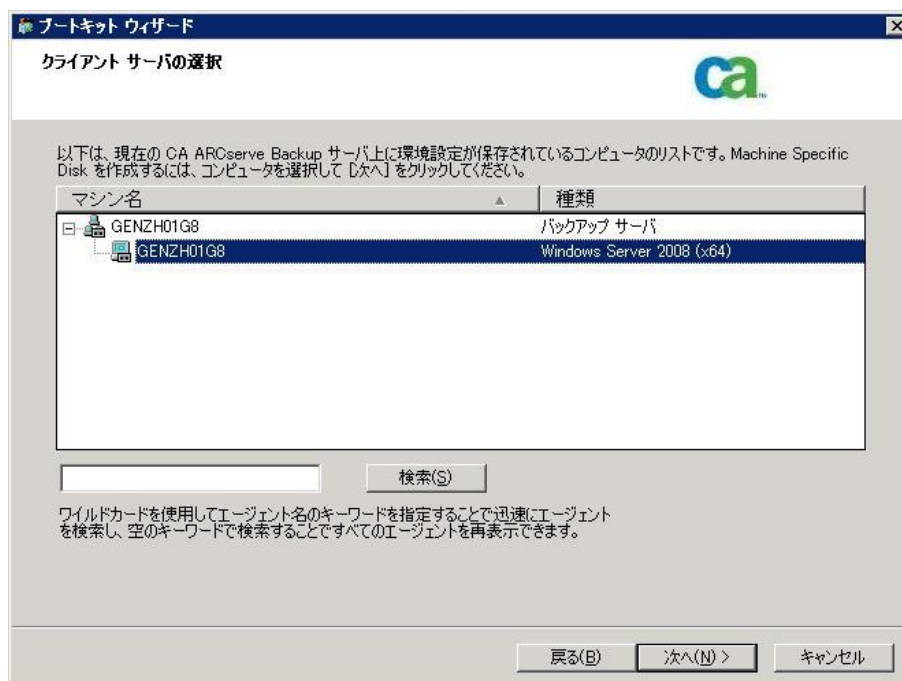 ブートキット ウィザード
クライアント サーバの選択
ca
以下は、現在の CA ARCserve Backup サーバ上に環境設定が保存されているコンピュータのリストです。Machine Specific
Disk を作成するには、コンピュータを選択して [次へ] をクリックしてください。
マシン名 種類
GENZH01G8 バックアップ サーバ
GENZH01G8 Windows Server 2008 (x64)
検索(S)
ワイルドカードを使用してエージェント名のキーワードを指定することで迅速にエージェント
を検索し、空のキーワードで検索することですべてのエージェントを再表示できます。
戻る(B) 次へ(N) > キャンセル